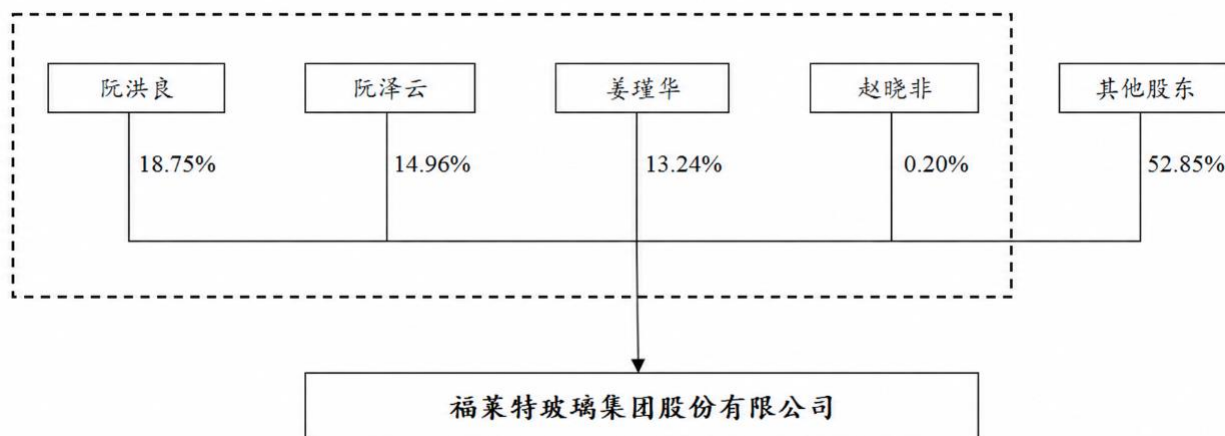 阮洪良 阮泽云 姜瑾华 赵晓非 其他股东
18.75% 14.96% 13.24% 0.20% 52.85%
福莱特玻璃集团股份有限公司